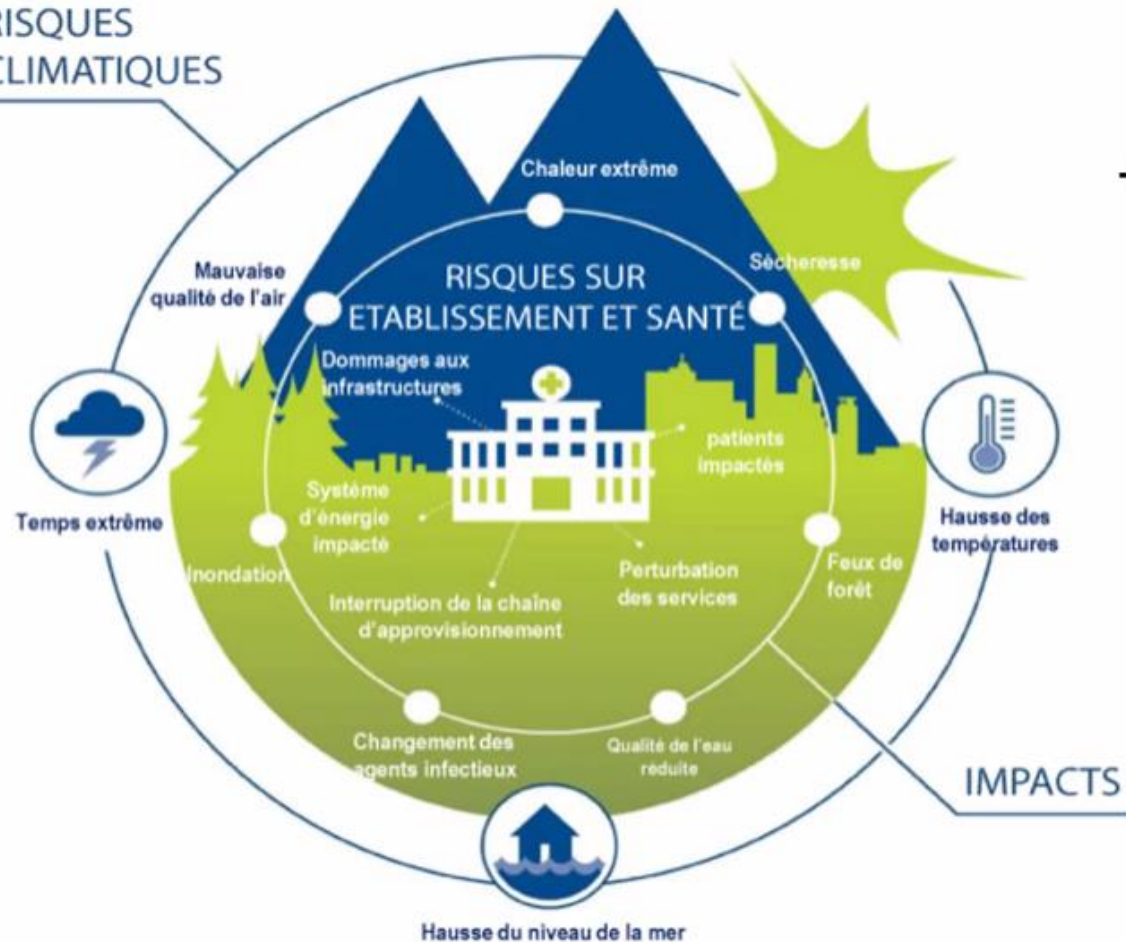 RISQUES
CLIMATIQUES
Chaleur extrême
Sécheresse
Mauvaise
qualité de l'air
RISQUES SUR
ETABLISSEMENT ET SANTÉ
Dommages aux
infrastructures
patients
impactés
Système
d'énergie
impacté
Temps extrême
Hausse des
températures
Inondation
Interruption de la chaîne
d'approvisionnement
Perturbation
des services
Feux de
forêt
Changement des
agents infectieux
Qualité de l'eau
réduite
IMPACTS
Hausse du niveau de la mer